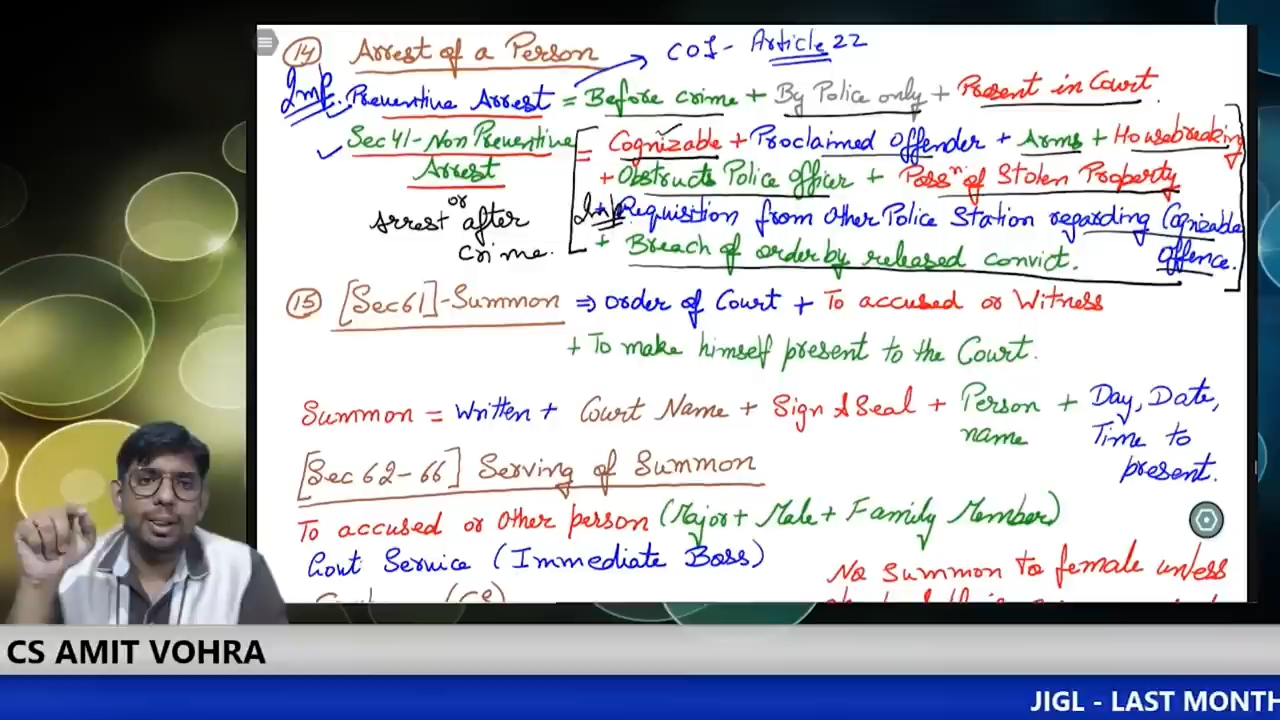 14 Arrest of a Person
COI - Article 22
Imp. Preventive Arrest = Before crime + By Police only + Present in Court.
Sec 41 - Non Preventive Arrest or arrest after crime.
= Cognizable + Proclaimed Offender + Arms + Housebreaking
+ Obstructs Police Officer + Possn of Stolen Property
Imp. + Requisition from Other Police Station regarding Cognizable Offence.
+ Breach of order by released convict.
15 [Sec 61] - Summon ⇒ Order of Court + To accused or Witness
+ To make himself present to the Court.
Summon = Written + Court Name + Sign & Seal + Person name + Day, Date, Time to present.
[Sec 62-66] Serving of Summon
To accused or Other person (Major + Male + Family Member)
Govt Service (Immediate Boss)
No Summon to female unless
CS AMIT VOHRA
JIGL - LAST MONTH